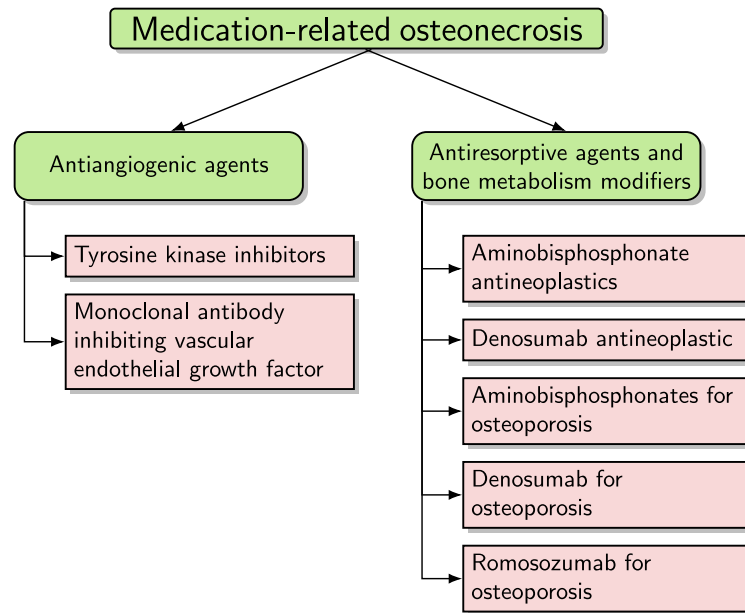 Medication-related osteonecrosis
Antiangiogenic agents
Tyrosine kinase inhibitors
Monoclonal antibody
inhibiting vascular
endothelial growth factor
Antiresorptive agents and
bone metabolism modifiers
Aminobisphosphonate
antineoplastics
Denosumab antineoplastic
Aminobisphosphonates for
osteoporosis
Denosumab for
osteoporosis
Romosozumab for
osteoporosis